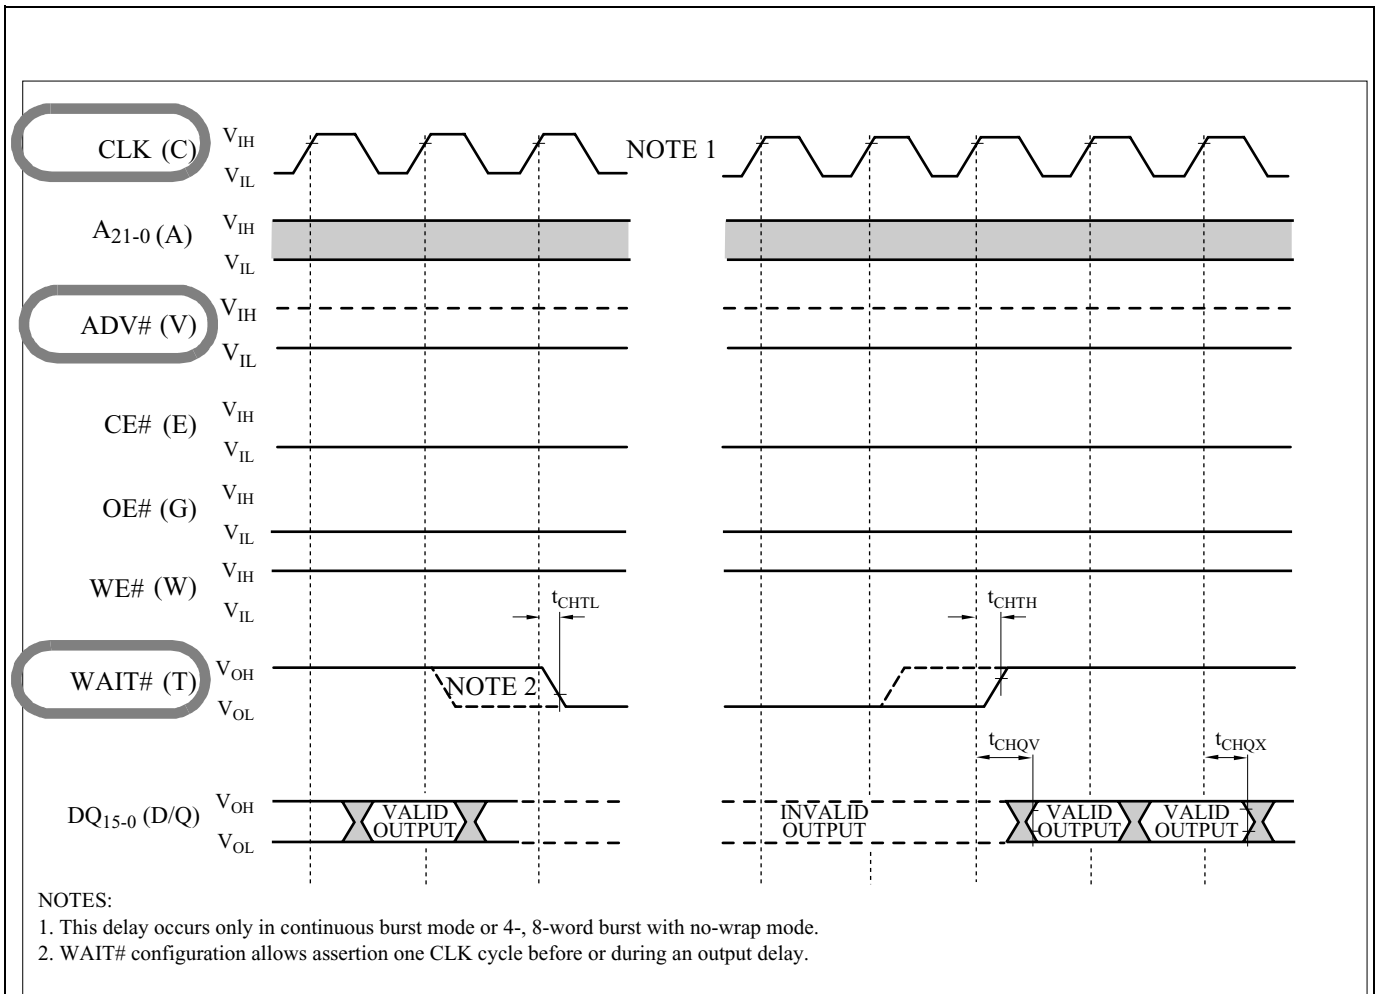 CLK (C)
VIH
VIL
NOTE 1
A21-0 (A)
VIH
VIL
ADV# (V)
VIH
VIL
CE# (E)
VIH
VIL
OE# (G)
VIH
VIL
WE# (W)
VIH
VIL
tCHTL
tCHTH
WAIT# (T)
VOH
VOL
NOTE 2
tCHQV
tCHQX
DQ15-0 (D/Q)
VOH
VOL
VALID
OUTPUT
INVALID
OUTPUT
VALID
OUTPUT
VALID
OUTPUT
NOTES:
1. This delay occurs only in continuous burst mode or 4-, 8-word burst with no-wrap mode.
2. WAIT# configuration allows assertion one CLK cycle before or during an output delay.